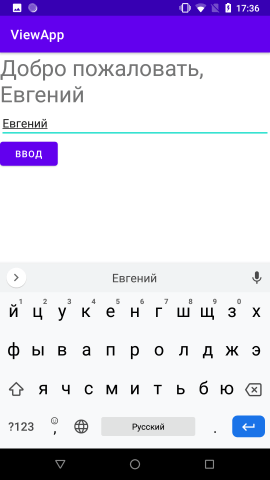 17:36
ViewApp
Добро пожаловать,
Евгений
Евгений
ВВОД
Евгений
1 2 3 4 5 6 7 8 9 0
й ц у к е н г ш щ з х
ф ы в а п р о л д ж э
я ч с м и т ь б ю
?123 , Русский .